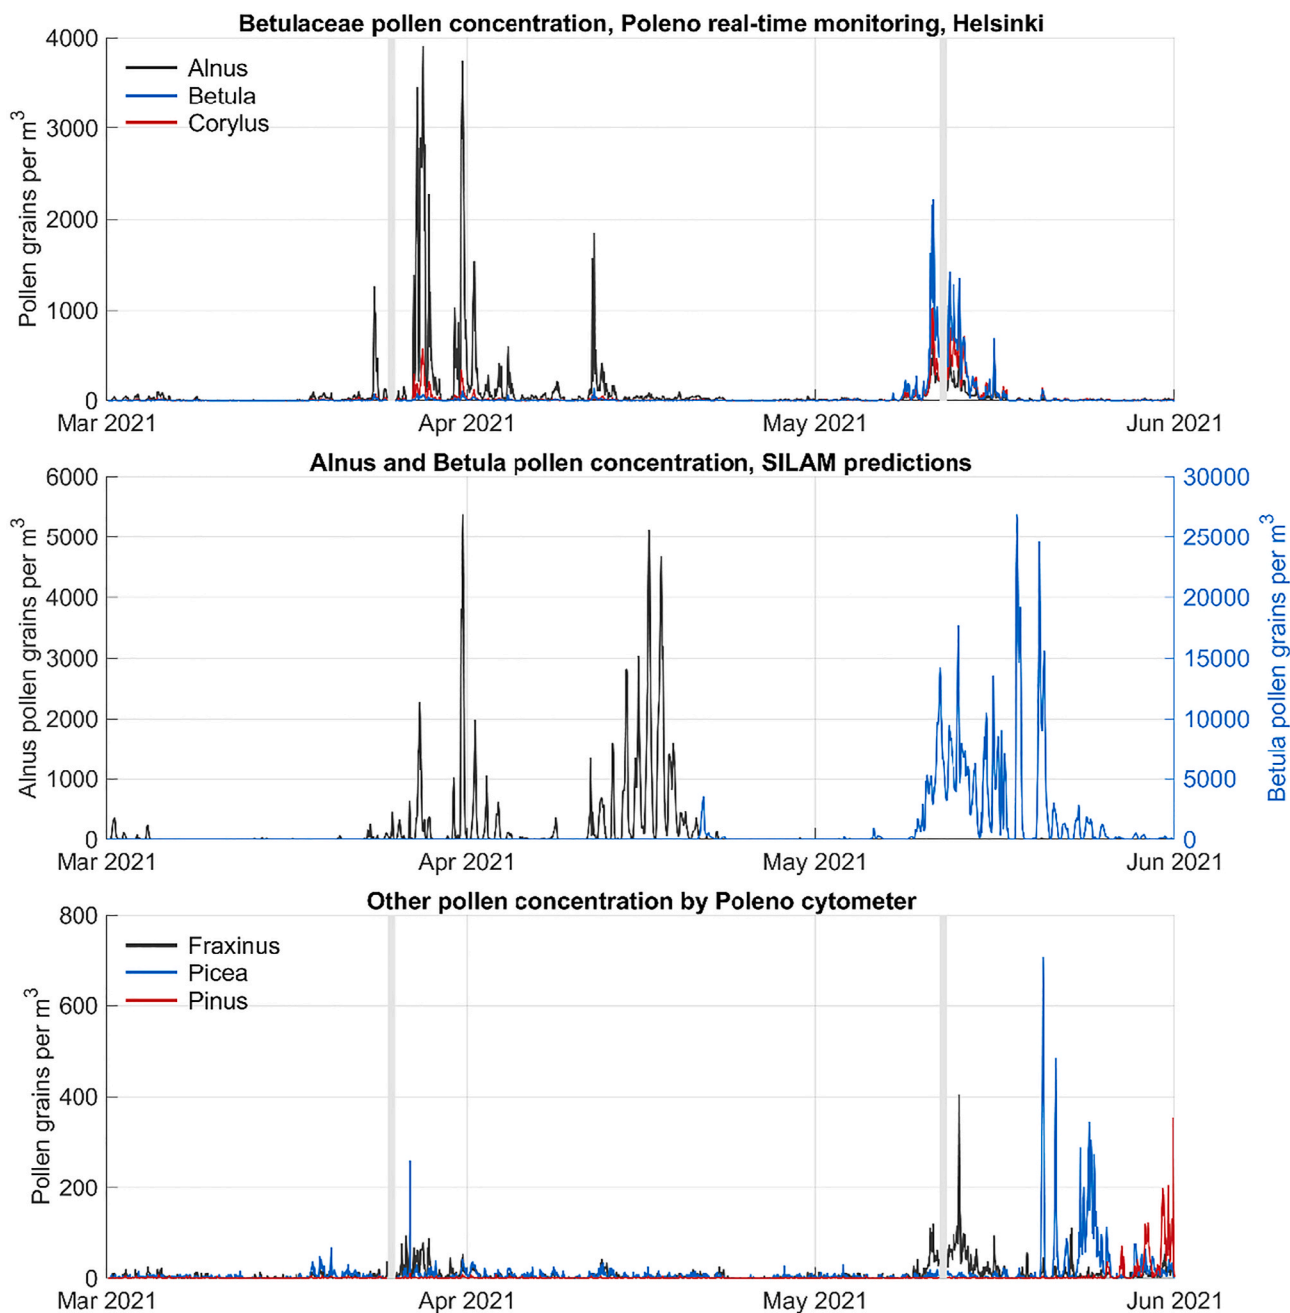 Betulaceae pollen concentration, Poleno real-time monitoring, Helsinki
Pollen grains per m³
4000
3000
2000
1000
0
Alnus
Betula
Corylus
Mar 2021 Apr 2021 May 2021 Jun 2021
Alnus and Betula pollen concentration, SILAM predictions
Alnus pollen grains per m³
6000
5000
4000
3000
2000
1000
0
30000
25000
20000
15000
10000
5000
0
Betula pollen grains per m³
Mar 2021 Apr 2021 May 2021 Jun 2021
Other pollen concentration by Poleno cytometer
Pollen grains per m³
800
600
400
200
0
Fraxinus
Picea
Pinus
Mar 2021 Apr 2021 May 2021 Jun 2021